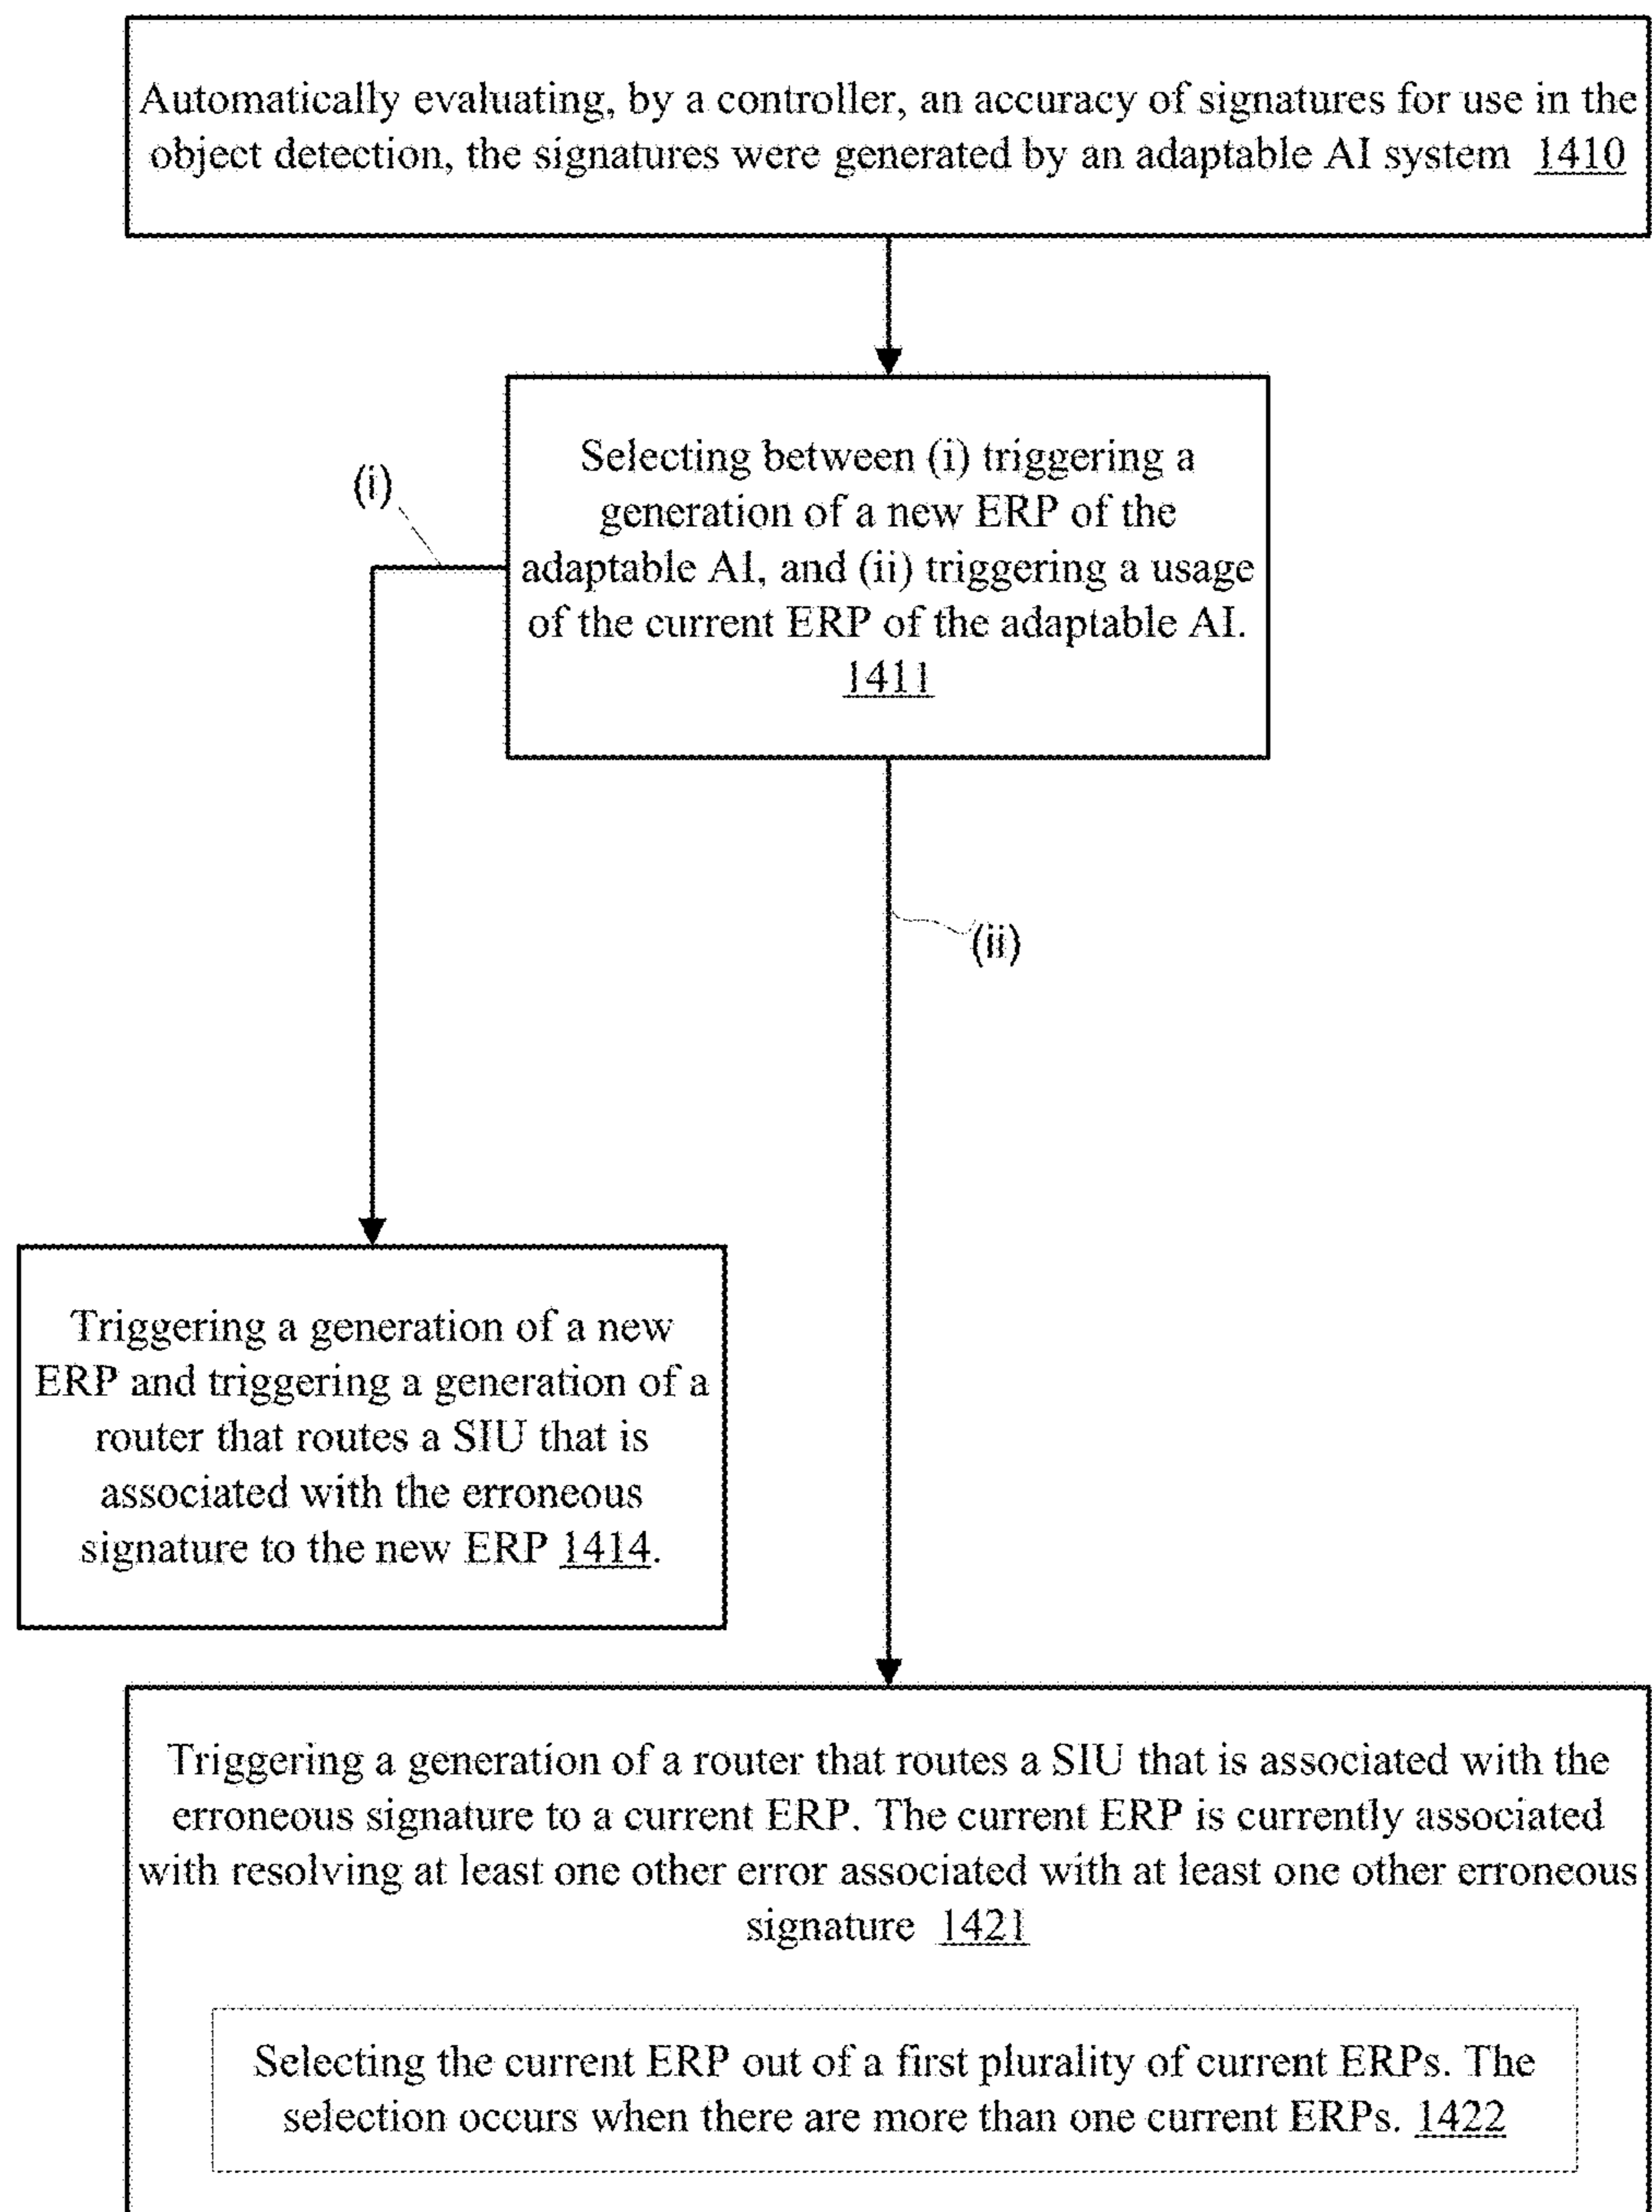 Automatically evaluating, by a controller, an accuracy of signatures for use in the
object detection, the signatures were generated by an adaptable AI system 1410
(i)
Selecting between (i) triggering a
generation of a new ERP of the
adaptable AI, and (ii) triggering a usage
of the current ERP of the adaptable AI.
1411
(ii)
Triggering a generation of a new
ERP and triggering a generation of a
router that routes a SIU that is
associated with the erroneous
signature to the new ERP 1414.
Triggering a generation of a router that routes a SIU that is associated with the
erroneous signature to a current ERP. The current ERP is currently associated
with resolving at least one other error associated with at least one other erroneous
signature 1421
Selecting the current ERP out of a first plurality of current ERPs. The
selection occurs when there are more than one current ERPs. 1422